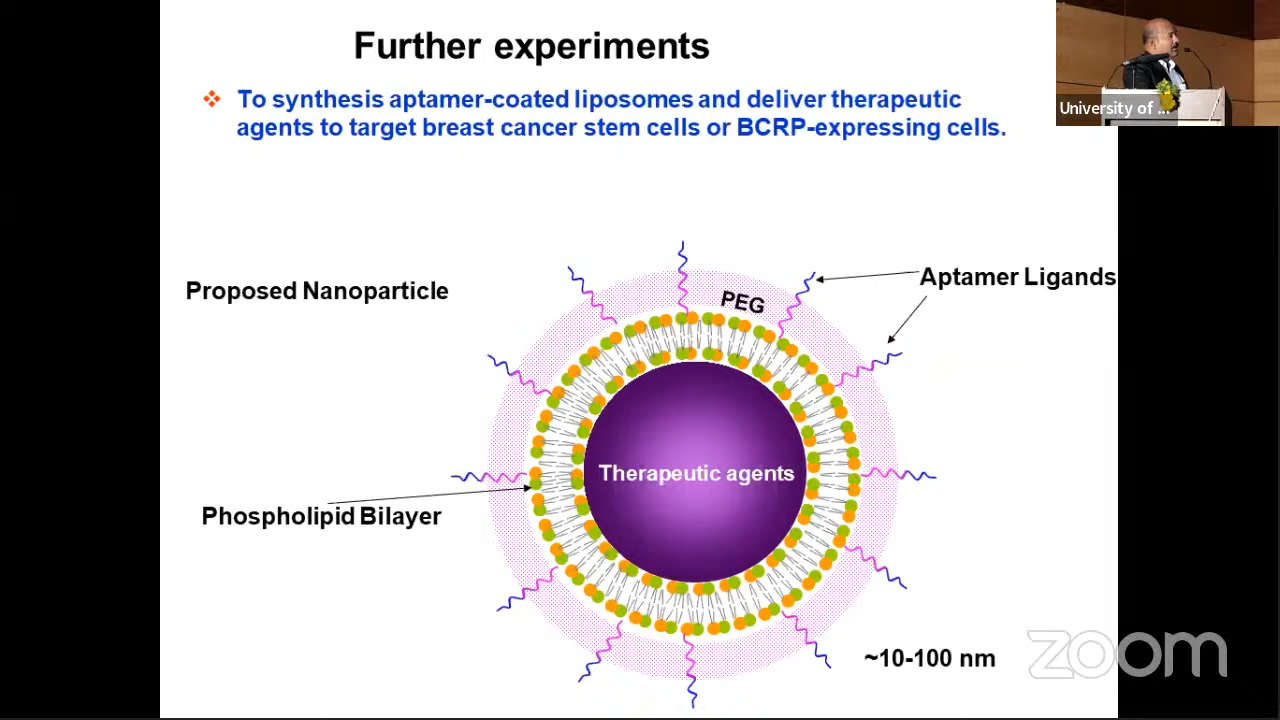 Further experiments
To synthesis aptamer-coated liposomes and deliver therapeutic
agents to target breast cancer stem cells or BCRP-expressing cells.
University of ...
Proposed Nanoparticle
PEG
Aptamer Ligands
Therapeutic agents
Phospholipid Bilayer
~10-100 nm
zoom